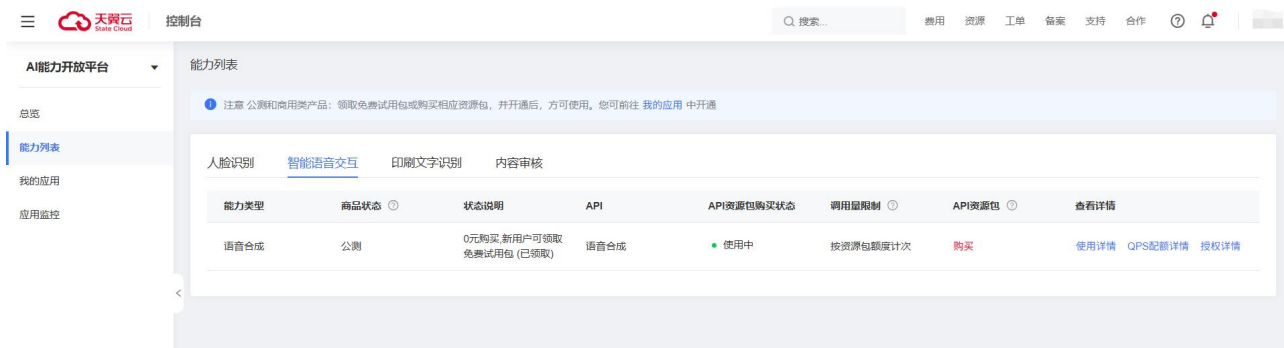 天翼云
State Cloud
控制台
搜索...
费用 资源 工单 备案 支持 合作
AI能力开放平台
总览
能力列表
我的应用
应用监控
能力列表
注意 公测和商用类产品：领取免费试用包或购买相应资源包，并开通后，方可使用。您可前往 我的应用 中开通
人脸识别 智能语音交互 印刷文字识别 内容审核
能力类型 商品状态 状态说明 API API资源包购买状态 调用量限制 API资源包 查看详情
语音合成 公测 0元购买,新用户可领取 语音合成 使用中 按资源包额度计次 购买 使用详情 QPS配额详情 授权详情
免费试用包 (已领取)